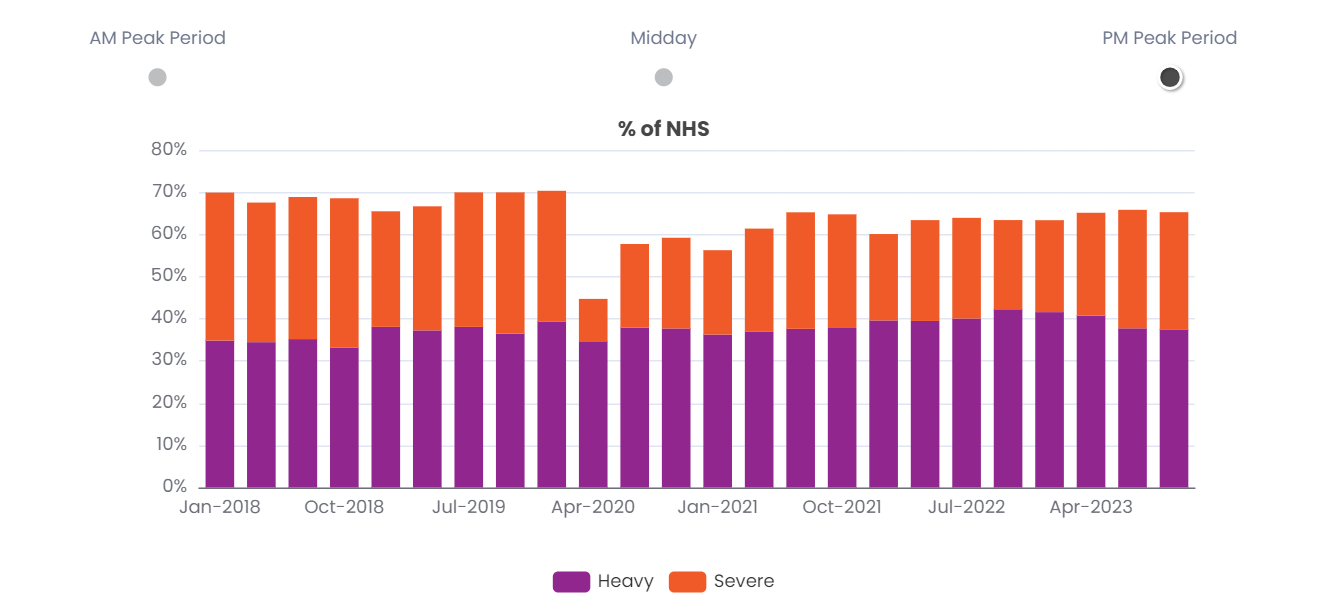 AM Peak Period Midday PM Peak Period
% of NHS
80%
70%
60%
50%
40%
30%
20%
10%
0%
Jan-2018 Oct-2018 Jul-2019 Apr-2020 Jan-2021 Oct-2021 Jul-2022 Apr-2023
Heavy Severe